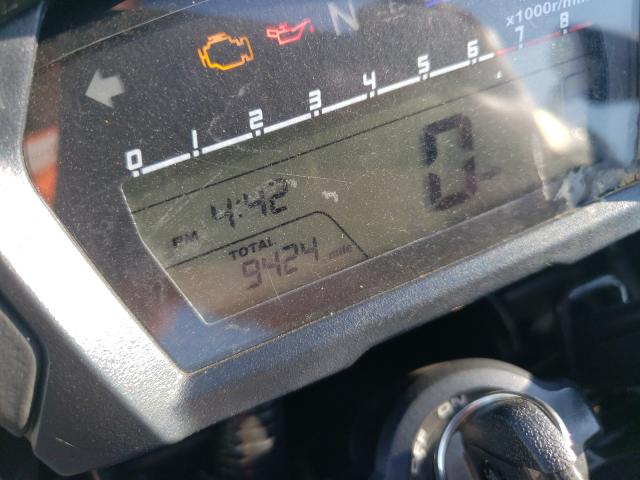 N
x1000r/min
0 1 2 3 4 5 6 7 8
0
PM 4:42
TOTAL
9424 mile
ON
OFF